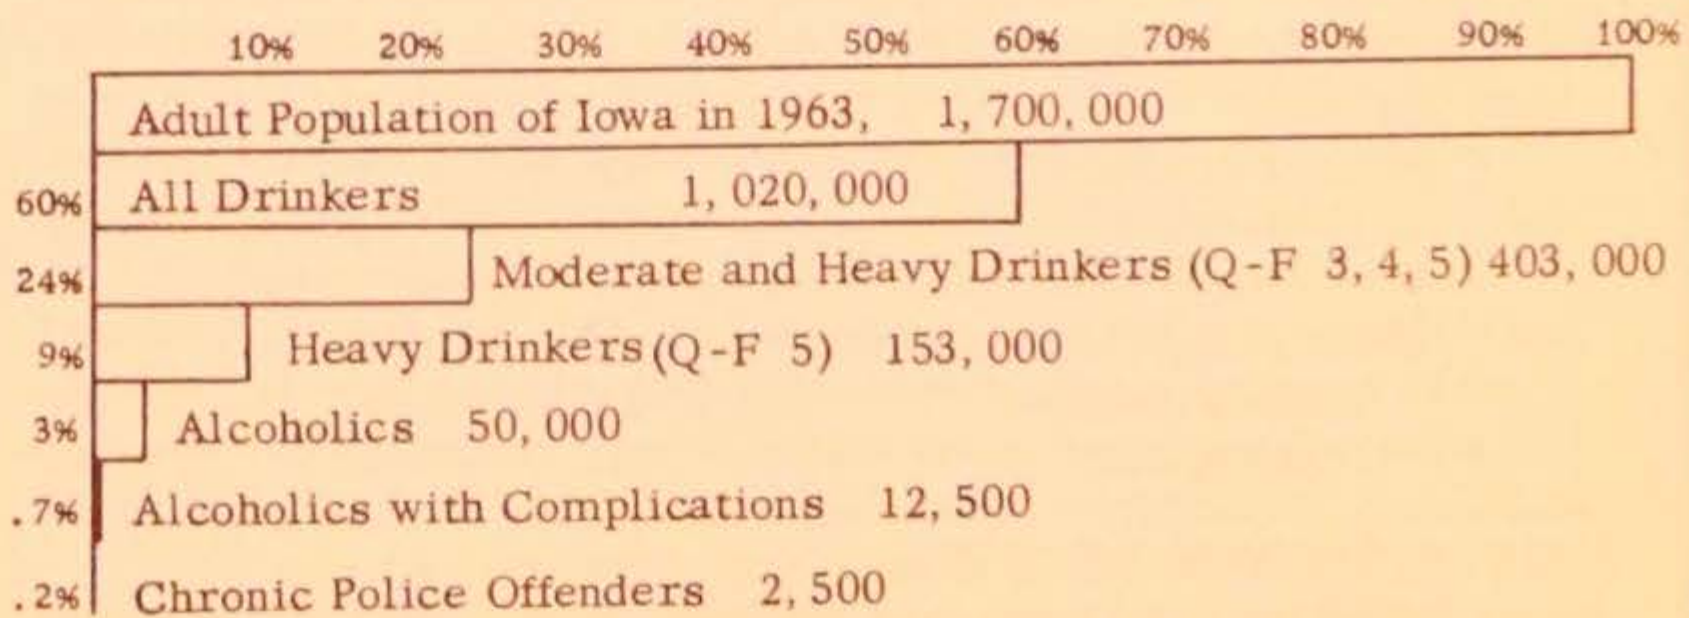 10% 20% 30% 40% 50% 60% 70% 80% 90% 100%
Adult Population of Iowa in 1963, 1, 700, 000
60% All Drinkers 1, 020, 000
24% Moderate and Heavy Drinkers (Q-F 3, 4, 5) 403, 000
9% Heavy Drinkers (Q-F 5) 153, 000
3% Alcoholics 50, 000
.7% Alcoholics with Complications 12, 500
.2% Chronic Police Offenders 2, 500